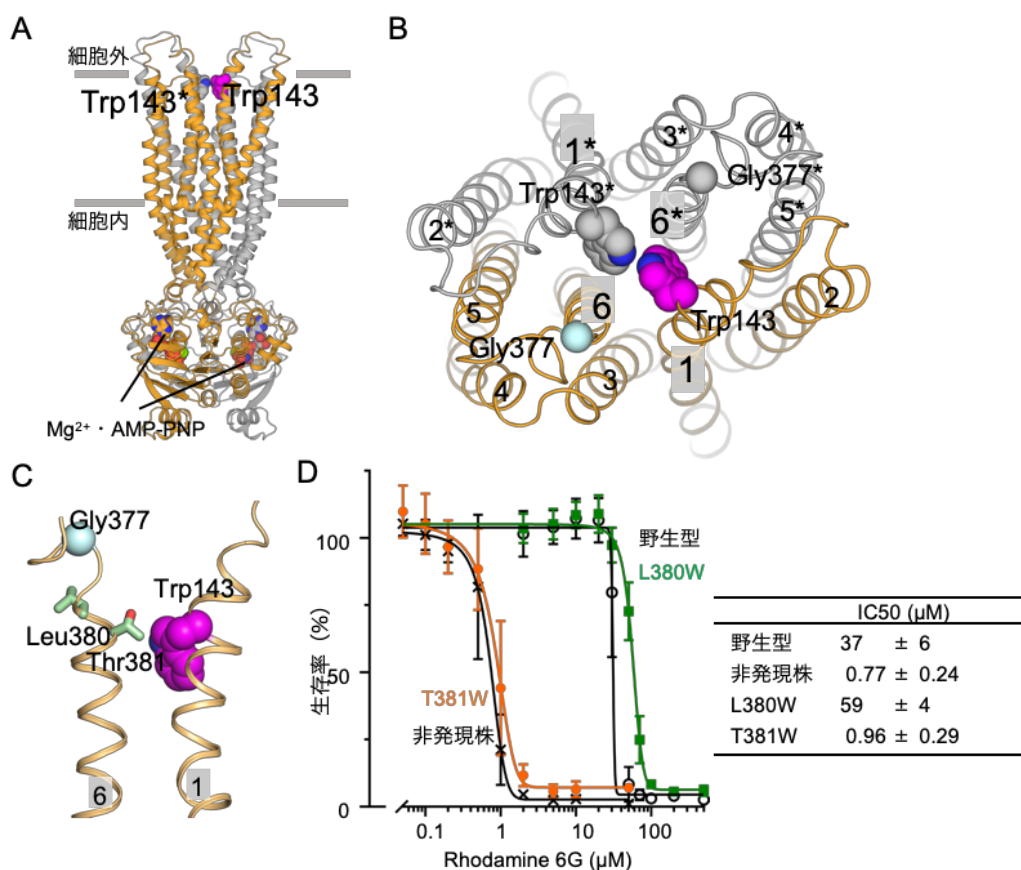 A
細胞外
Trp143*
Trp143
細胞内
Mg²⁺・AMP-PNP
B
1*
3*
4*
Gly377*
Trp143*
6*
5*
2*
2
5
6
Trp143
Gly377
3
1
4
C
Gly377
Trp143
Leu380
Thr381
6
1
D
生存率 (%)
100
50
0
野生型
L380W
T381W
非発現株
0.1
1
10
100
Rhodamine 6G (μM)
IC50 (μM)
野生型 37 ± 6
非発現株 0.77 ± 0.24
L380W 59 ± 4
T381W 0.96 ± 0.29